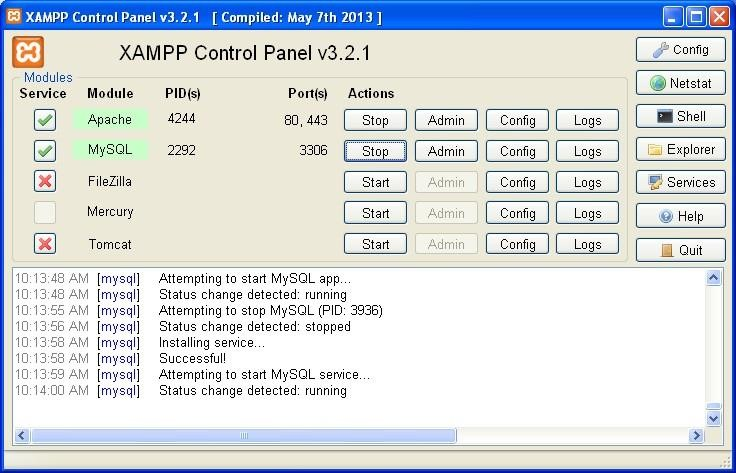 XAMPP Control Panel v3.2.1 [ Compiled: May 7th 2013 ]
XAMPP Control Panel v3.2.1
Config
Modules
Netstat
Service Module PID(s) Port(s) Actions
Apache 4244 80, 443 Stop Admin Config Logs
Shell
MySQL 2292 3306 Stop Admin Config Logs
Explorer
FileZilla Start Admin Config Logs
Services
Mercury Start Admin Config Logs
Help
Tomcat Start Admin Config Logs
Quit
10:13:48 AM [mysql] Attempting to start MySQL app...
10:13:48 AM [mysql] Status change detected: running
10:13:55 AM [mysql] Attempting to stop MySQL (PID: 3936)
10:13:56 AM [mysql] Status change detected: stopped
10:13:58 AM [mysql] Installing service...
10:13:58 AM [mysql] Successful!
10:13:59 AM [mysql] Attempting to start MySQL service...
10:14:00 AM [mysql] Status change detected: running